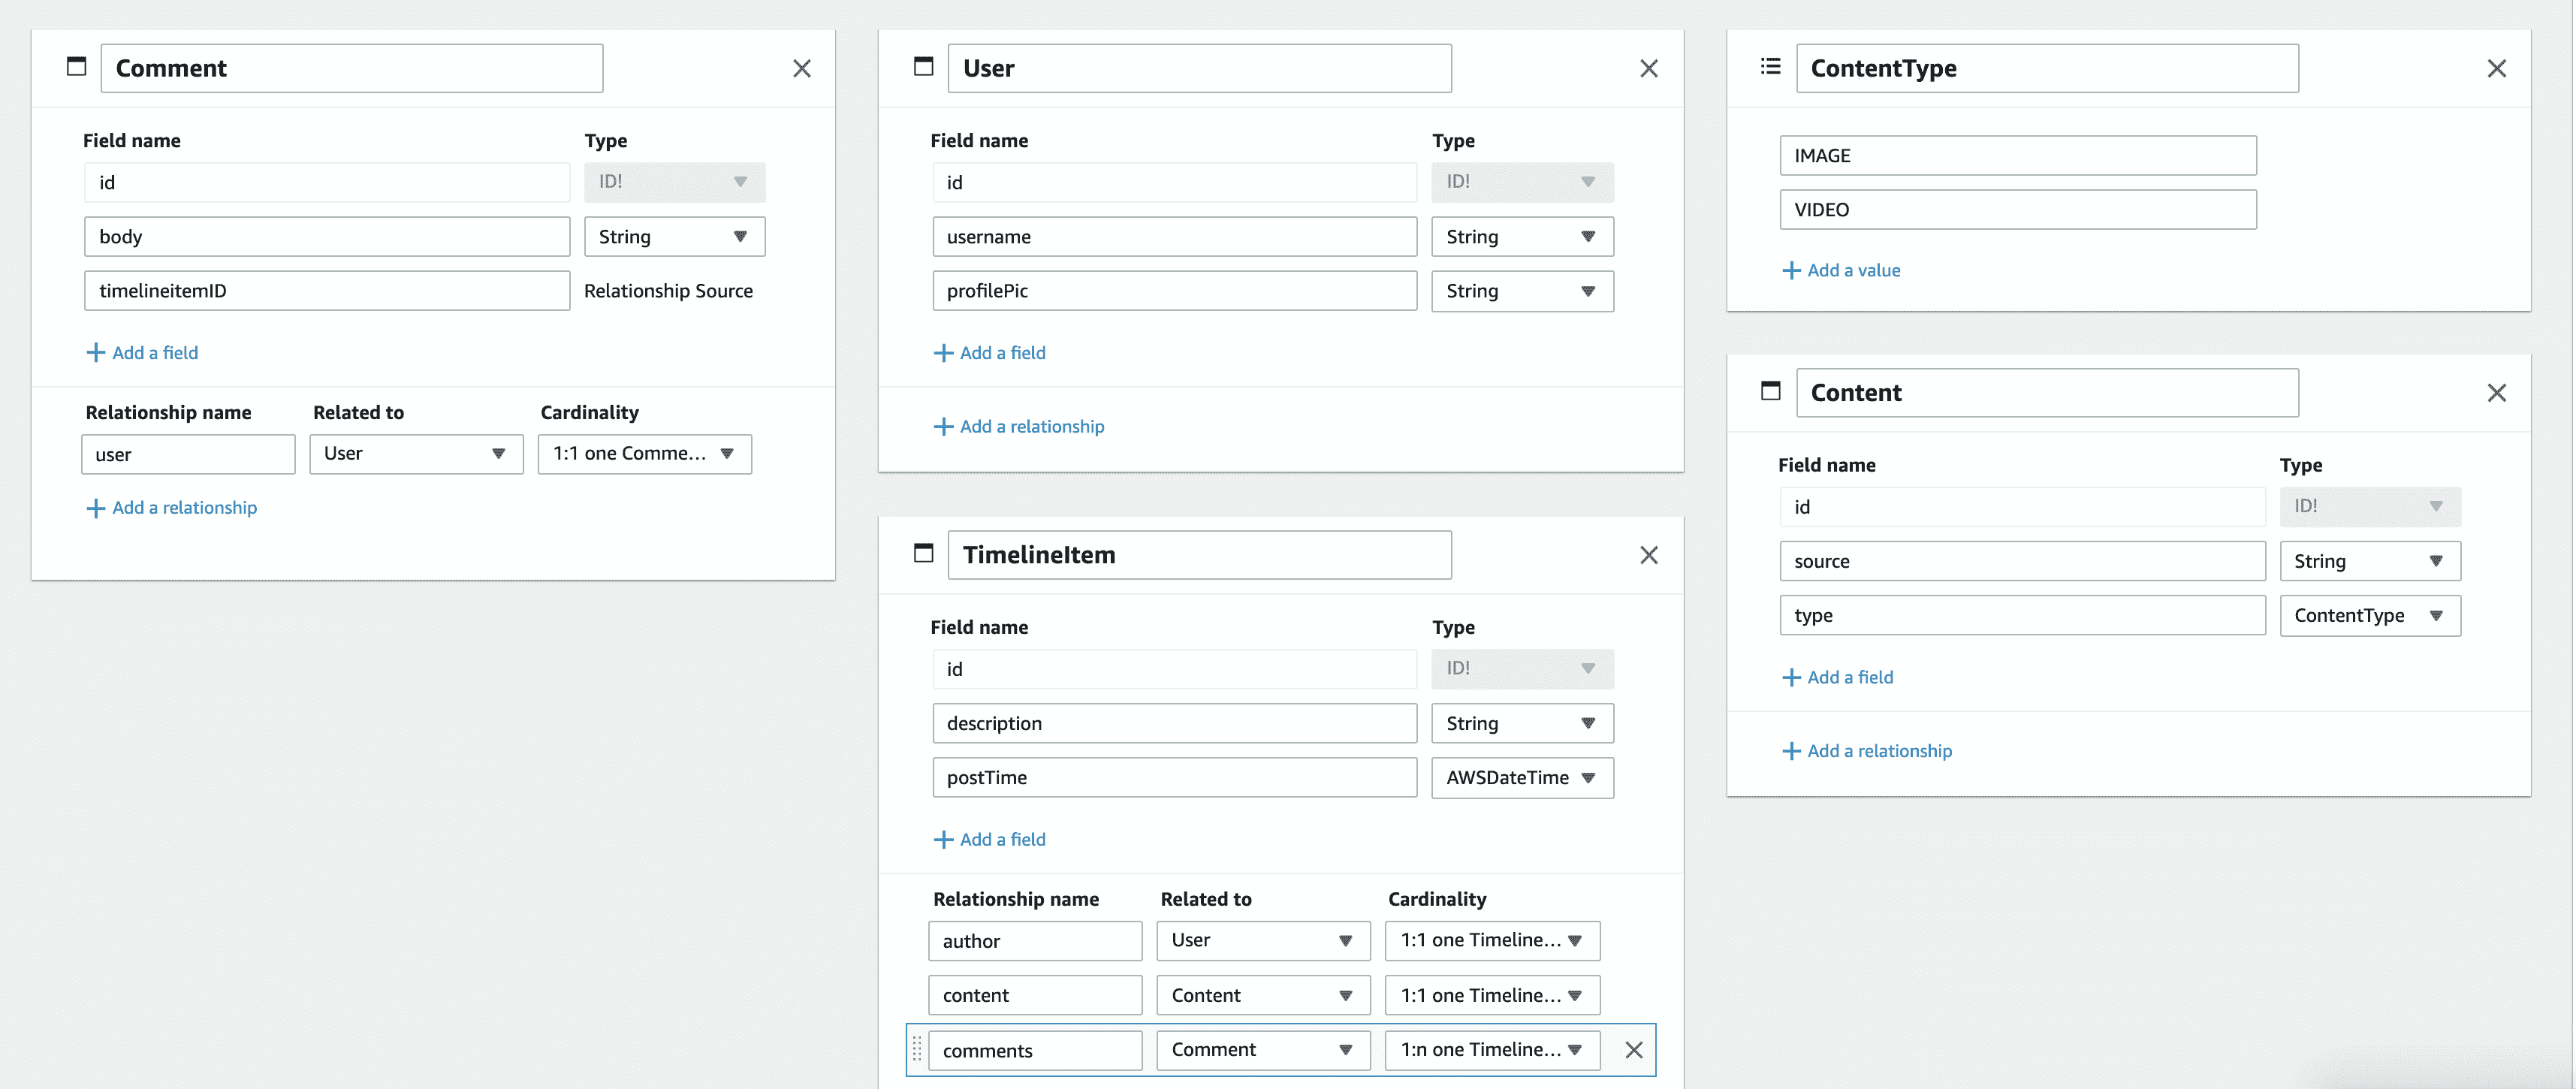 Comment
Field name Type
id ID!
body String
timelineitemID Relationship Source
Add a field
Relationship name Related to Cardinality
user User 1:1 one Comme...
Add a relationship
User
Field name Type
id ID!
username String
profilePic String
Add a field
Add a relationship
TimelineItem
Field name Type
id ID!
description String
postTime AWSDateTime
Add a field
Relationship name Related to Cardinality
author User 1:1 one Timeline...
content Content 1:1 one Timeline...
comments Comment 1:n one Timeline...
ContentType
IMAGE
VIDEO
Add a value
Content
Field name Type
id ID!
source String
type ContentType
Add a field
Add a relationship